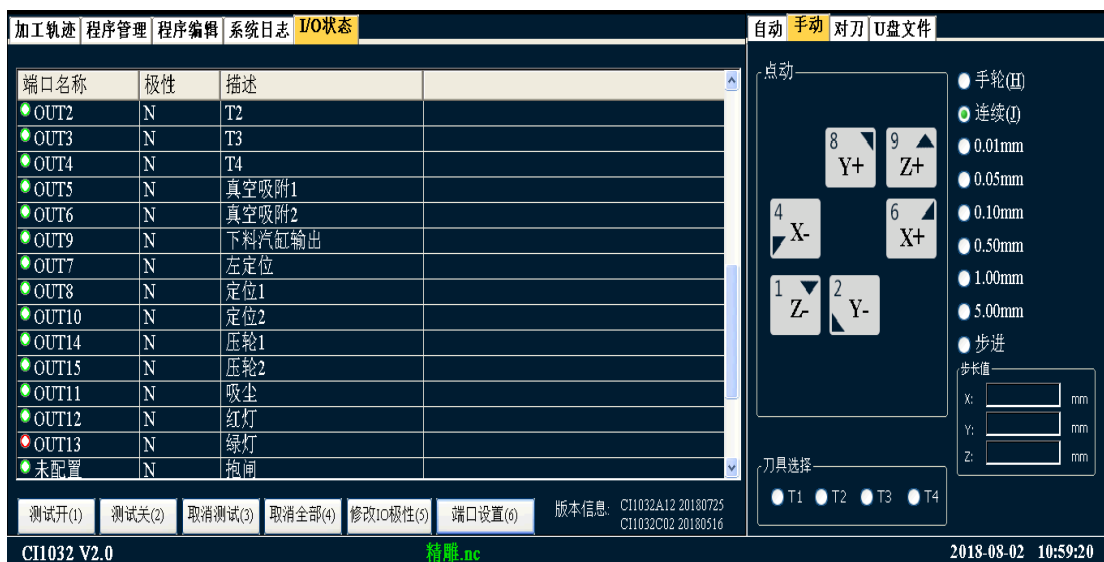 加工轨迹 程序管理 程序编辑 系统日志 I/O状态
端口名称 极性 描述
OUT2 N T2
OUT3 N T3
OUT4 N T4
OUT5 N 真空吸附1
OUT6 N 真空吸附2
OUT9 N 下料汽缸输出
OUT7 N 左定位
OUT8 N 定位1
OUT10 N 定位2
OUT14 N 压轮1
OUT15 N 压轮2
OUT11 N 吸尘
OUT12 N 红灯
OUT13 N 绿灯
未配置 N 抱闸
测试开(1) 测试关(2) 取消测试(3) 取消全部(4) 修改IO极性(5) 端口设置(6)
版本信息: CI1032A12 20180725
CI1032C02 20180516
自动 手动 对刀 U盘文件
点动
8 Y+ 9 Z+
4 X- 6 X+
1 Z- 2 Y-
手轮(H)
连续(J)
0.01mm
0.05mm
0.10mm
0.50mm
1.00mm
5.00mm
步进
步长值
X: mm
Y: mm
Z: mm
刀具选择
T1 T2 T3 T4
CI1032 V2.0 精雕.nc 2018-08-02 10:59:20